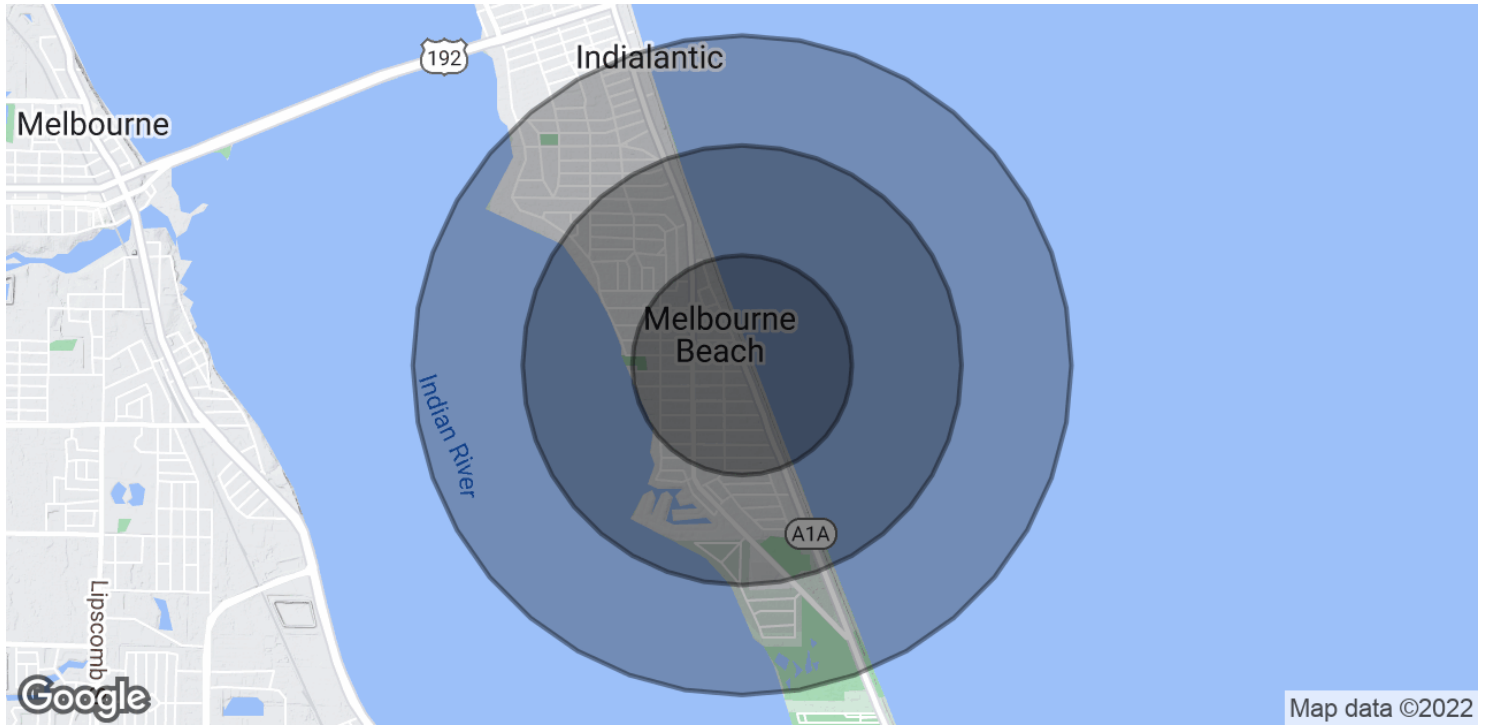 192
Indialantic
Melbourne
Melbourne
Beach
Indian River
A1A
Lipscomb S
Google
Map data ©2022